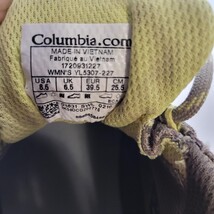 Columbia.com
MADE IN VIETNAM
Fabriqué au Vietnam
1720931227
WMN'S YL5307-227
USA UK EUR CM
8.5 6.5 39.5 25.5